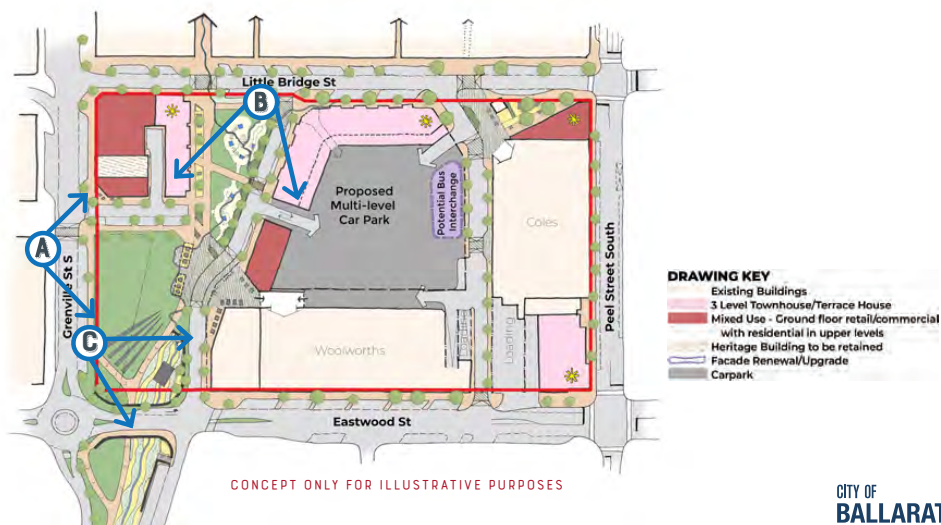 Little Bridge St
B
Proposed
Multi-level
Car Park
Potential Bus
Interchange
Coles
A
Grenville St S
Peel Street South
C
Woolworths
Loading
Loading
Eastwood St
DRAWING KEY
Existing Buildings
3 Level Townhouse/Terrace House
Mixed Use - Ground floor retail/commercial
with residential in upper levels
Heritage Building to be retained
Facade Renewal/Upgrade
Carpark
CONCEPT ONLY FOR ILLUSTRATIVE PURPOSES
CITY OF
BALLARAT